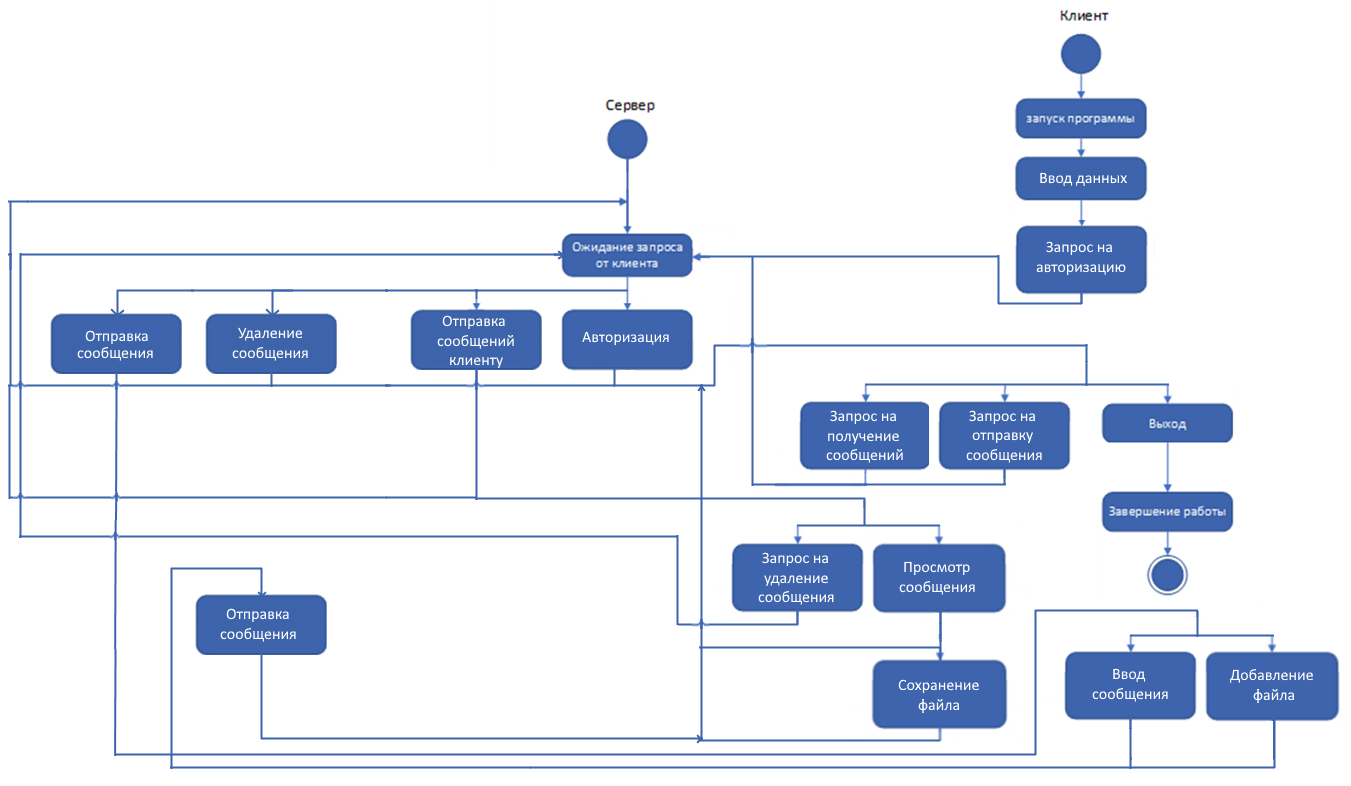 Клиент
запуск программы
Ввод данных
Запрос на
авторизацию
Сервер
Ожидание запроса
от клиента
Отправка
сообщения
Удаление
сообщения
Отправка
сообщений
клиенту
Авторизация
Запрос на
получение
сообщений
Запрос на
отправку
сообщения
Выход
Завершение работы
Запрос на
удаление
сообщения
Просмотр
сообщения
Отправка
сообщения
Сохранение
файла
Ввод
сообщения
Добавление
файла